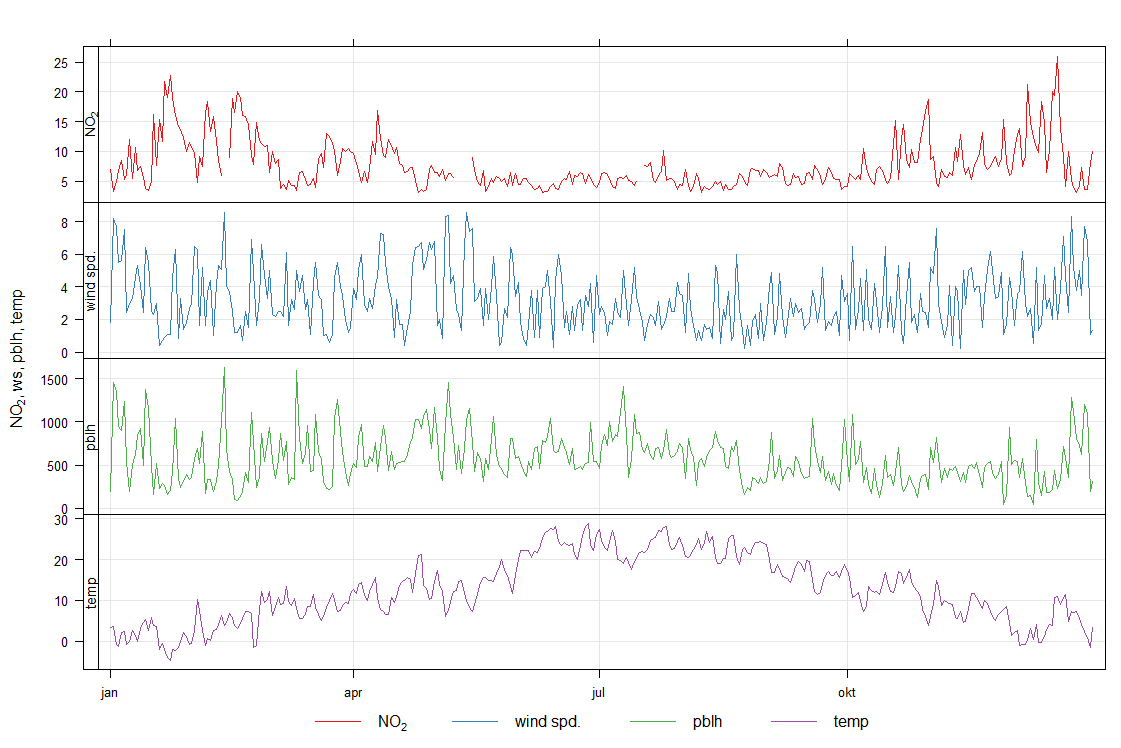 NO2, ws, pblh, temp
NO2
25
20
15
10
5
wind spd.
8
6
4
2
0
pblh
1500
1000
500
0
temp
30
20
10
0
jan apr jul okt
NO2 wind spd. pblh temp